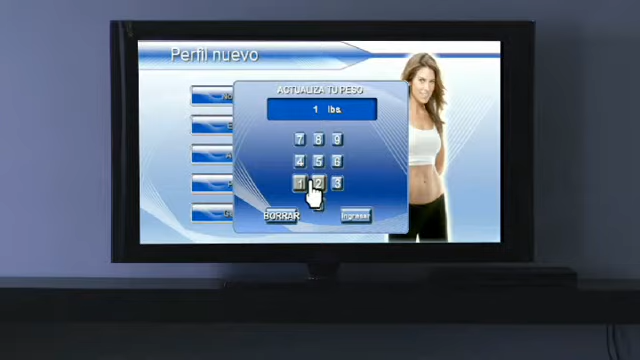 Perfil nuevo
ACTUALIZA TU PESO
1 lbs.
7 8 9
4 5 6
1 2 3
BORRAR
Ingresar